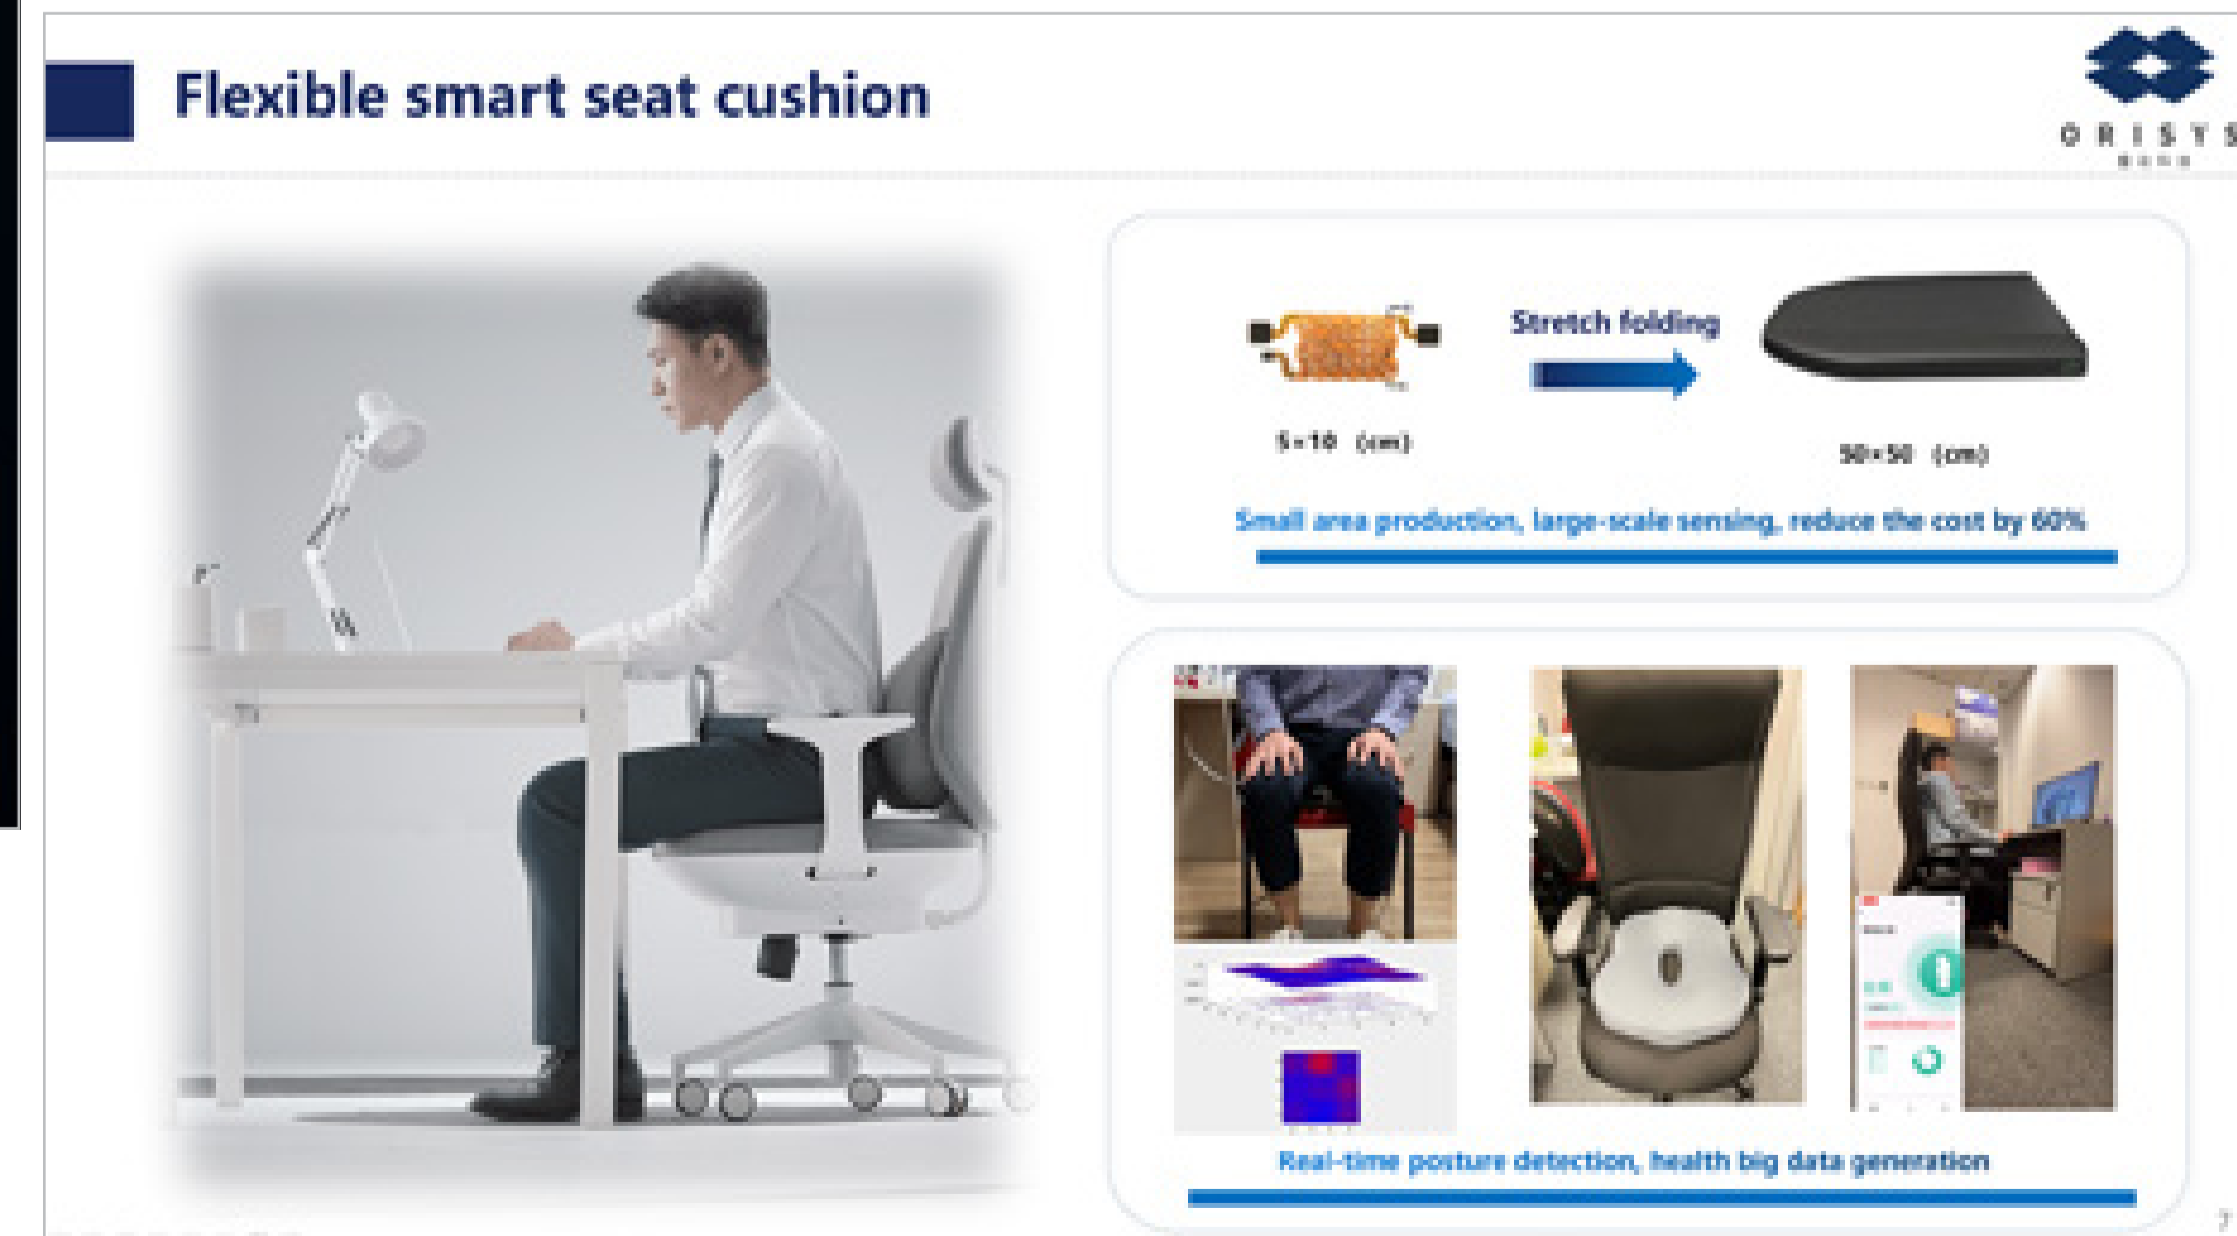 Flexible smart seat cushion
ORISYS
Stretch folding
5×10 (cm)
50×50 (cm)
Small area production, large-scale sensing, reduce the cost by 60%
Real-time posture detection, health big data generation
7